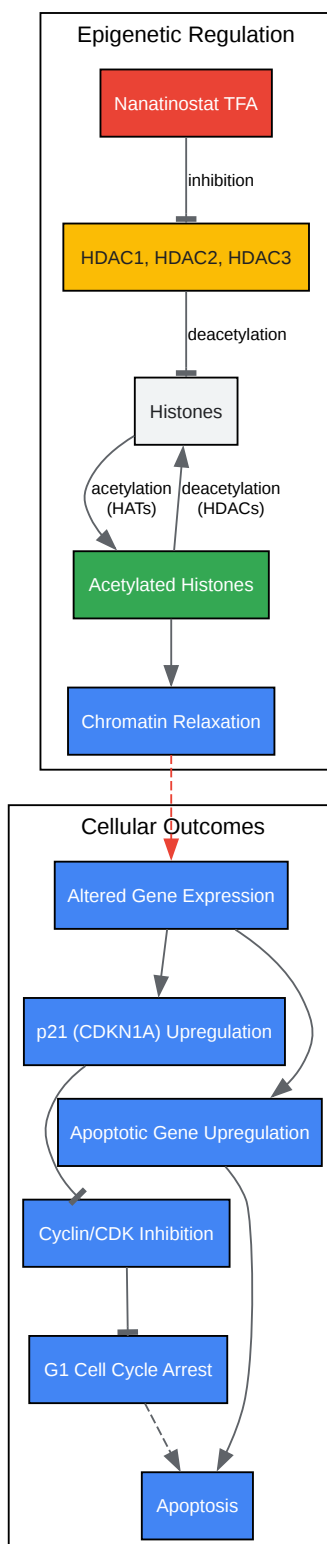 Epigenetic Regulation
Nanatinostat TFA
inhibition
HDAC1, HDAC2, HDAC3
deacetylation
Histones
acetylation
(HATs)
deacetylation
(HDACs)
Acetylated Histones
Chromatin Relaxation
Cellular Outcomes
Altered Gene Expression
p21 (CDKN1A) Upregulation
Apoptotic Gene Upregulation
Cyclin/CDK Inhibition
G1 Cell Cycle Arrest
Apoptosis